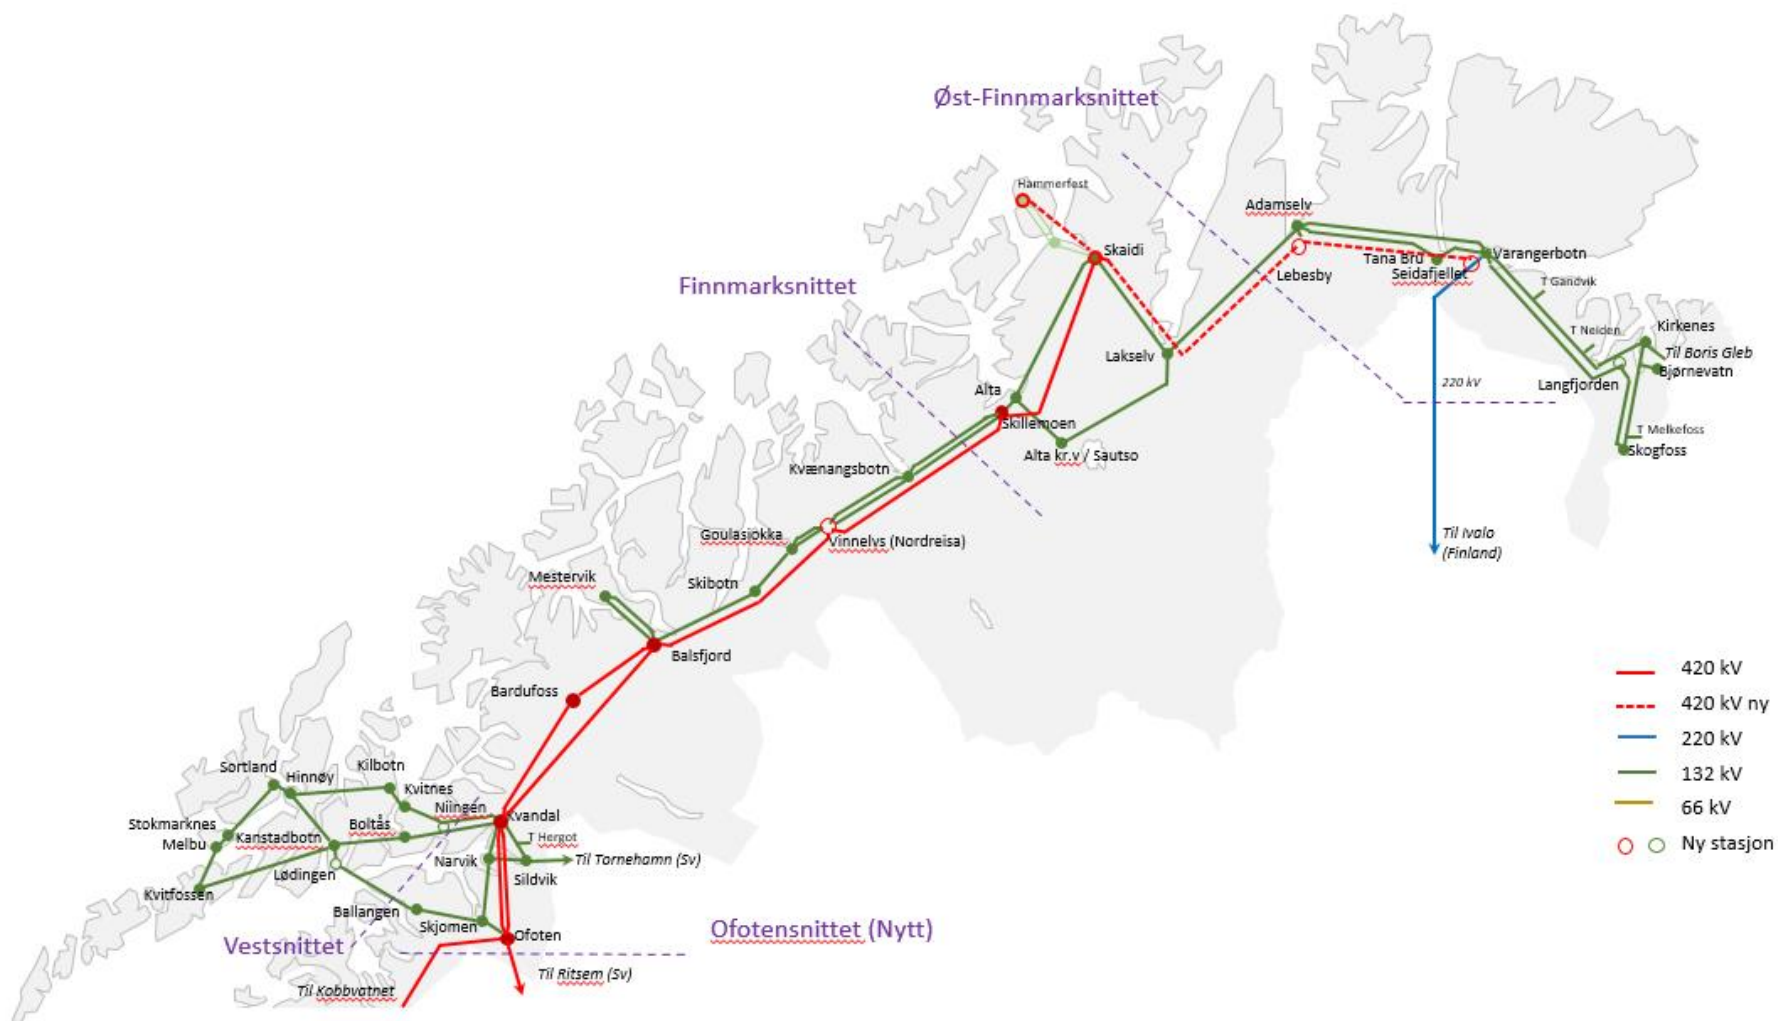 Øst-Finnmarksnittet
Hammerfest
Adamselv
Skaidi
Varangerbotn
Tana Bru
Lebesby
Seidafjellet
Finnmarksnittet
T Gandvik
T Neiden
Kirkenes
Til Boris Gleb
Bjørnevatn
Lakselv
Langfjorden
220 kV
Alta
Skillemoen
T Melkefoss
Skogfoss
Alta kr.v / Sautso
Kvænangsbotn
Goulasjokka
Vinnelvs (Nordreisa)
Til Ivalo
(Finland)
Mestervik
Skibotn
Balsfjord
Bardufoss
420 kV
420 kV ny
220 kV
132 kV
66 kV
Ny stasjon
Sortland
Hinnøy
Kilbotn
Kvitnes
Niingen
Kvandal
Stokmarknes
Boltås
Melbu
Kanstadbotn
T Hergot
Narvik
Til Tornehamn (Sv)
Lødingen
Sildvik
Kvitfossen
Ballangen
Skjomen
Ofoten
Ofotensnittet (Nytt)
Vestsnittet
Til Ritsem (Sv)
Til Kobbvatnet